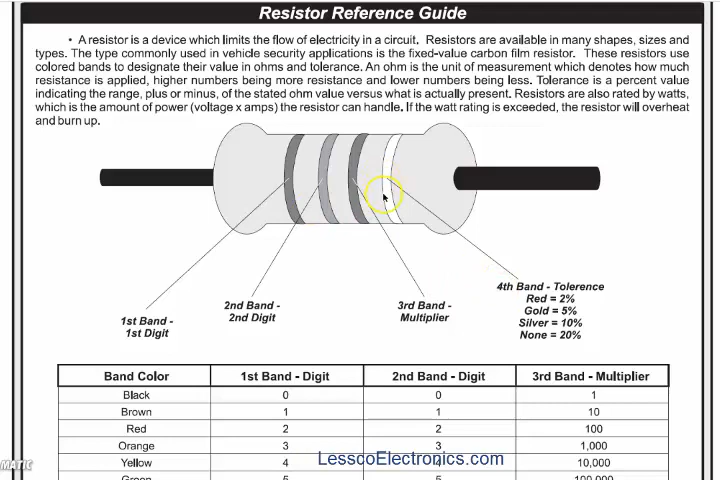 Resistor Reference Guide
• A resistor is a device which limits the flow of electricity in a circuit. Resistors are available in many shapes, sizes and
types. The type commonly used in vehicle security applications is the fixed-value carbon film resistor. These resistors use
colored bands to designate their value in ohms and tolerance. An ohm is the unit of measurement which denotes how much
resistance is applied, higher numbers being more resistance and lower numbers being less. Tolerance is a percent value
indicating the range, plus or minus, of the stated ohm value versus what is actually present. Resistors are also rated by watts,
which is the amount of power (voltage x amps) the resistor can handle. If the watt rating is exceeded, the resistor will overheat
and burn up.
1st Band -
1st Digit
2nd Band -
2nd Digit
3rd Band -
Multiplier
4th Band - Tolerence
Red = 2%
Gold = 5%
Silver = 10%
None = 20%
Band Color 1st Band - Digit 2nd Band - Digit 3rd Band - Multiplier
Black 0 0 1
Brown 1 1 10
Red 2 2 100
Orange 3 3 1,000
Yellow 4 4 10,000
Green 5 5 100,000
LesscoElectronics.com
MATIC